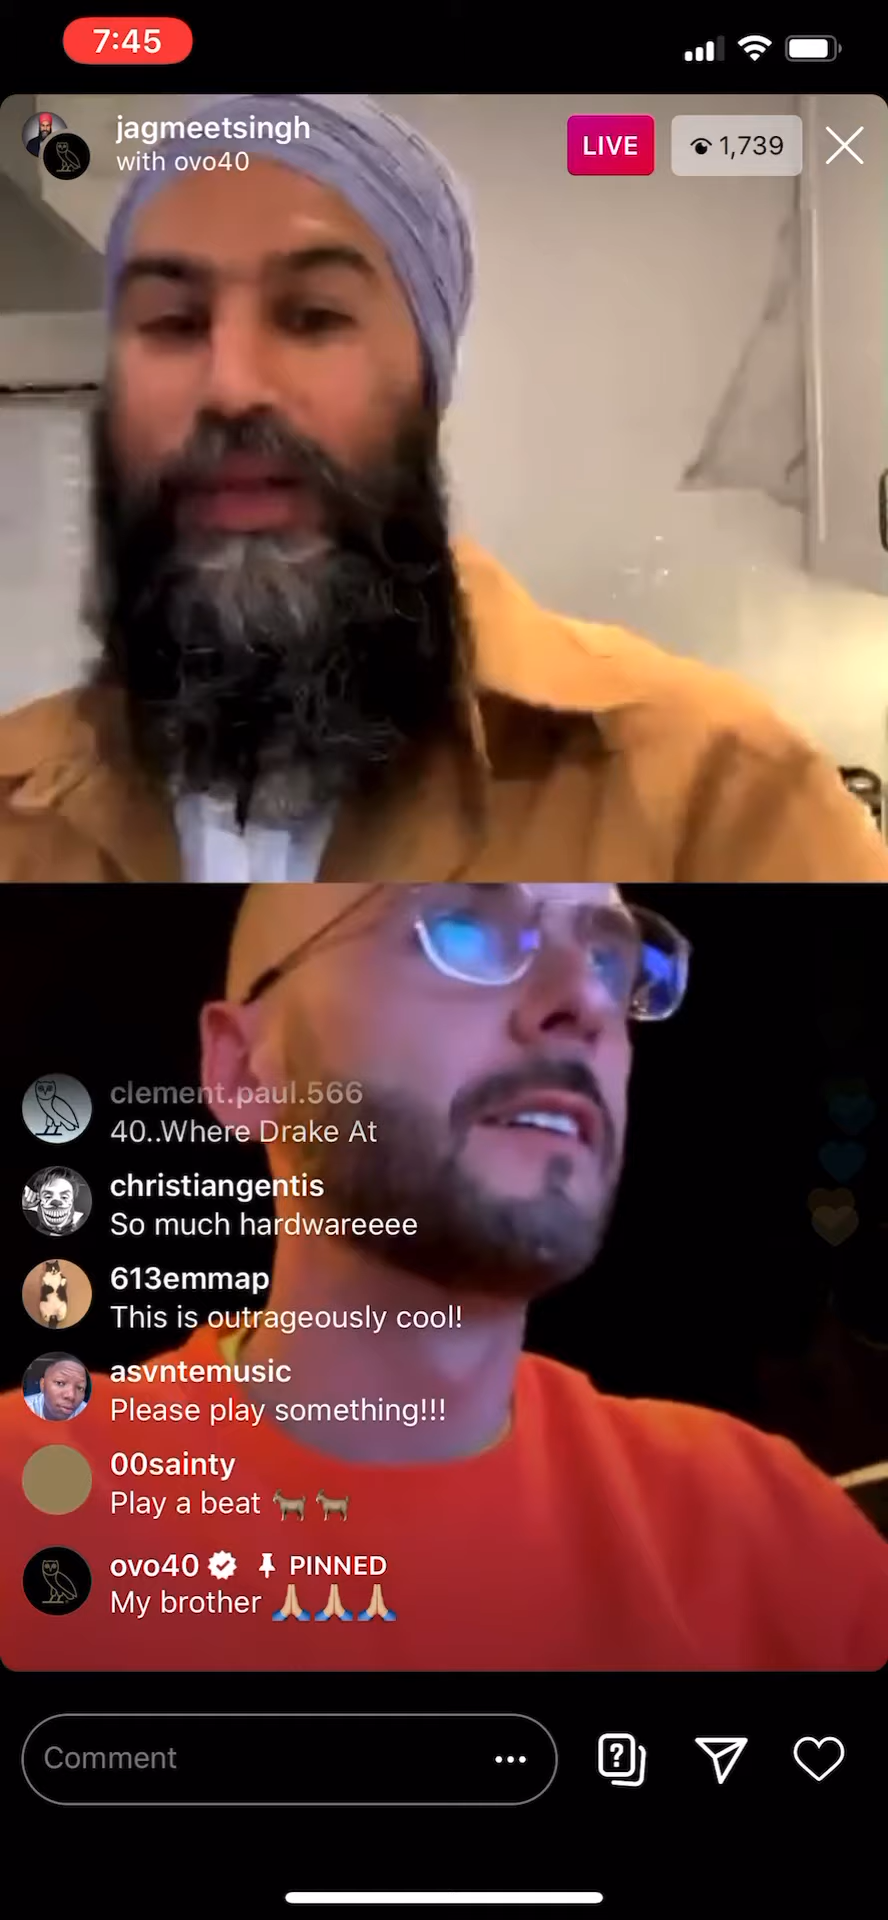 7:45
jagmeetsingh
with ovo40
LIVE
1,739
clement.paul.566
40..Where Drake At
christiangentis
So much hardwareeee
613emmap
This is outrageously cool!
asvntemusic
Please play something!!!
00sainty
Play a beat 🐐 🐐
ovo40 PINNED
My brother 🙏🏼🙏🏼🙏🏼
Comment